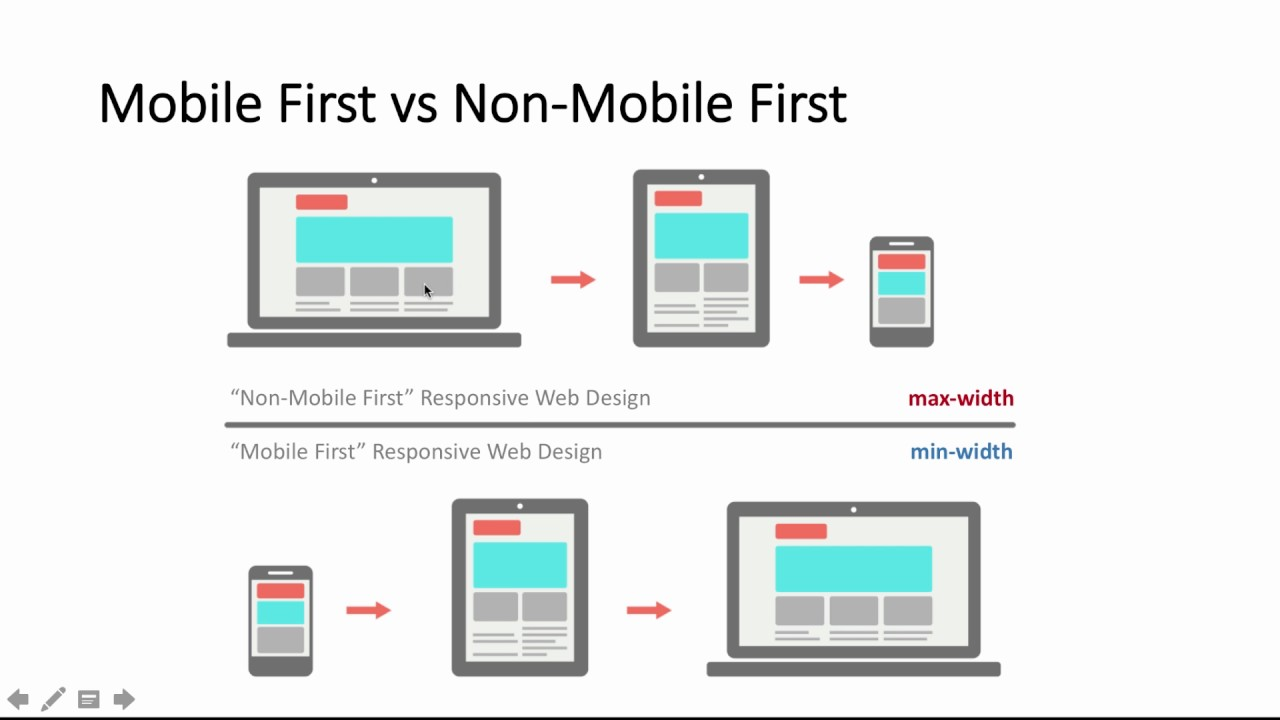 Mobile First vs Non-Mobile First
“Non-Mobile First” Responsive Web Design
max-width
“Mobile First” Responsive Web Design
min-width